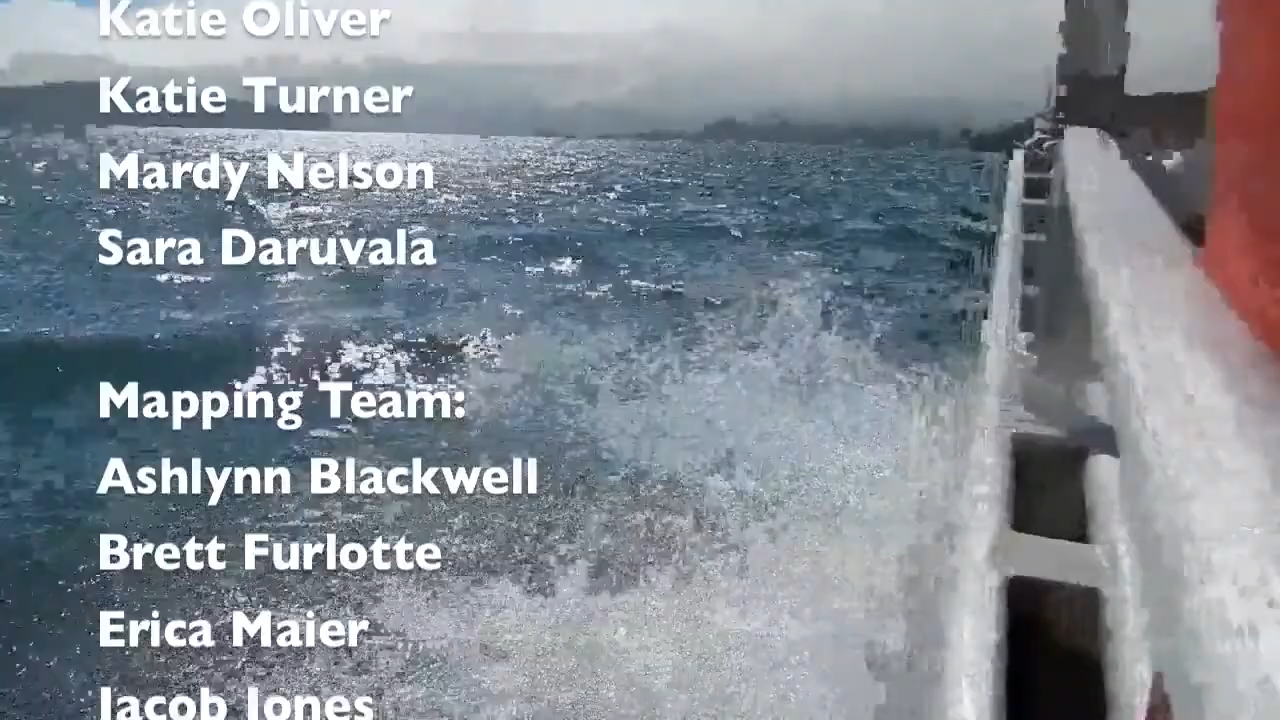 Katie Oliver
Katie Turner
Mardy Nelson
Sara Daruvala
Mapping Team:
Ashlynn Blackwell
Brett Furlotte
Erica Maier
Jacob Jones